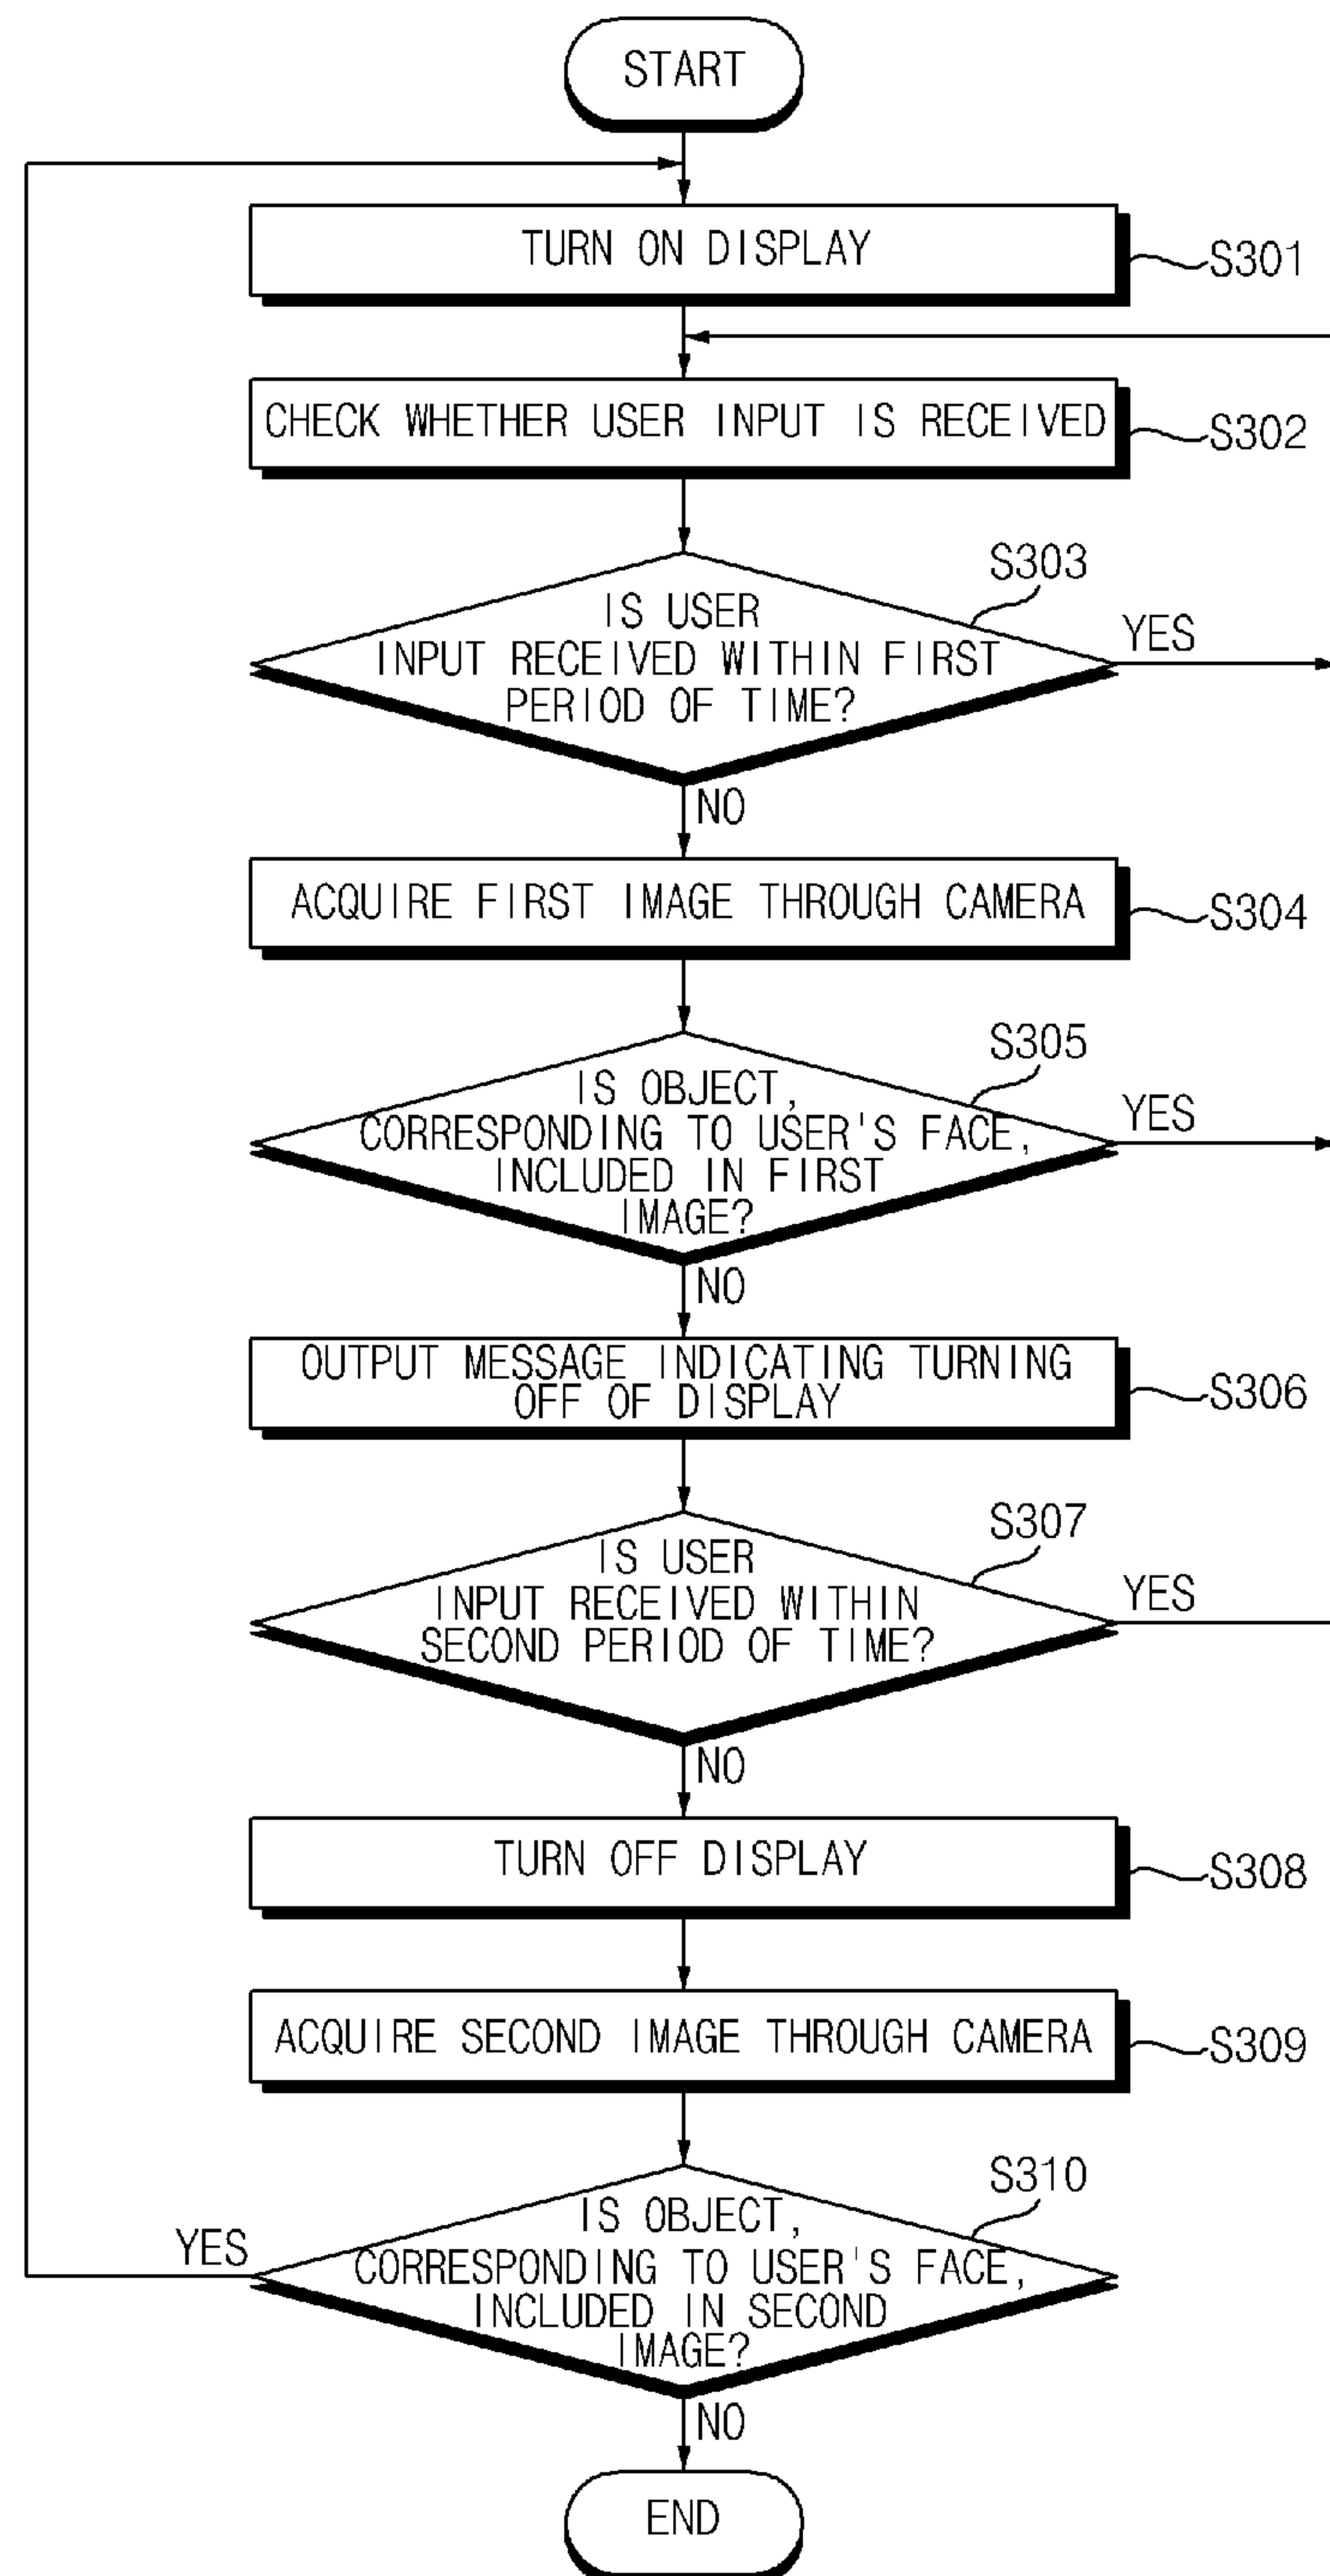 START
TURN ON DISPLAY
S301
CHECK WHETHER USER INPUT IS RECEIVED
S302
S303
IS USER
INPUT RECEIVED WITHIN FIRST
PERIOD OF TIME?
YES
NO
ACQUIRE FIRST IMAGE THROUGH CAMERA
S304
S305
IS OBJECT,
CORRESPONDING TO USER'S FACE,
INCLUDED IN FIRST
IMAGE?
YES
NO
OUTPUT MESSAGE INDICATING TURNING
OFF OF DISPLAY
S306
S307
IS USER
INPUT RECEIVED WITHIN
SECOND PERIOD OF TIME?
YES
NO
TURN OFF DISPLAY
S308
ACQUIRE SECOND IMAGE THROUGH CAMERA
S309
S310
IS OBJECT,
CORRESPONDING TO USER'S FACE,
INCLUDED IN SECOND
IMAGE?
YES
NO
END